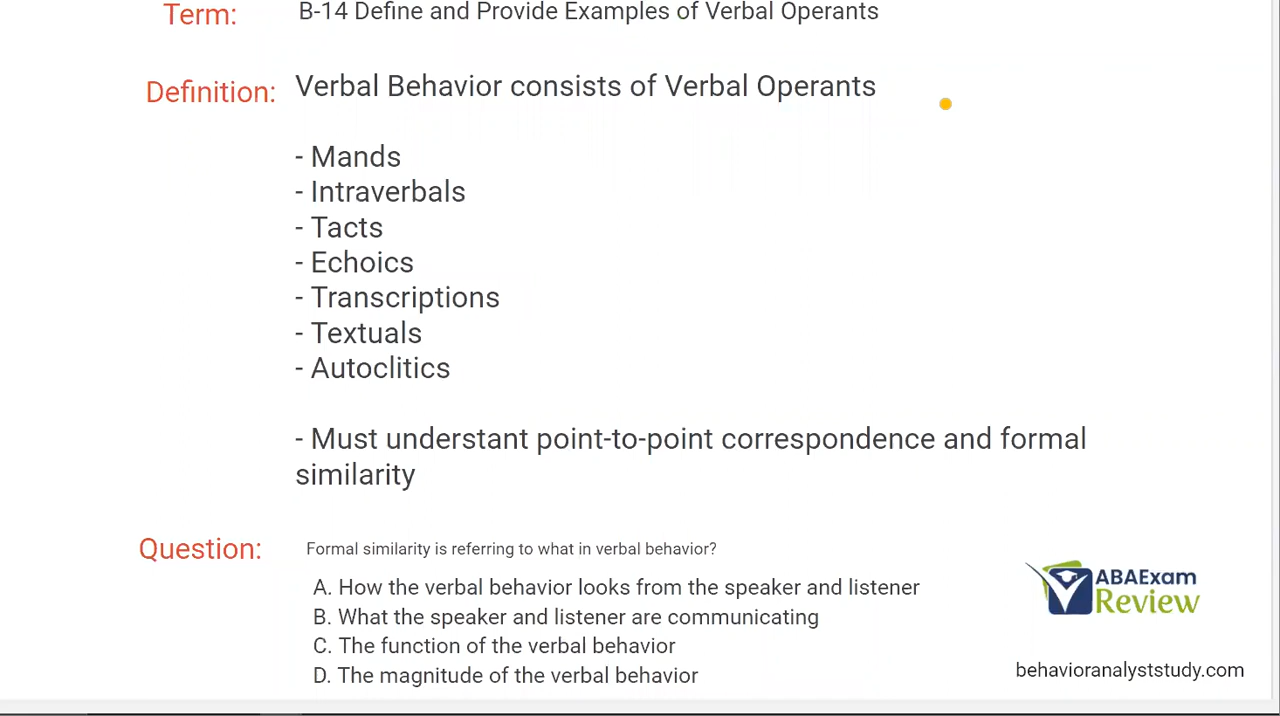 Term: B-14 Define and Provide Examples of Verbal Operants
Definition: Verbal Behavior consists of Verbal Operants
- Mands
- Intraverbals
- Tacts
- Echoics
- Transcriptions
- Textuals
- Autoclitics
- Must understant point-to-point correspondence and formal
similarity
Question: Formal similarity is referring to what in verbal behavior?
A. How the verbal behavior looks from the speaker and listener
B. What the speaker and listener are communicating
C. The function of the verbal behavior
D. The magnitude of the verbal behavior
ABAExam
Review
behavioranalyststudy.com